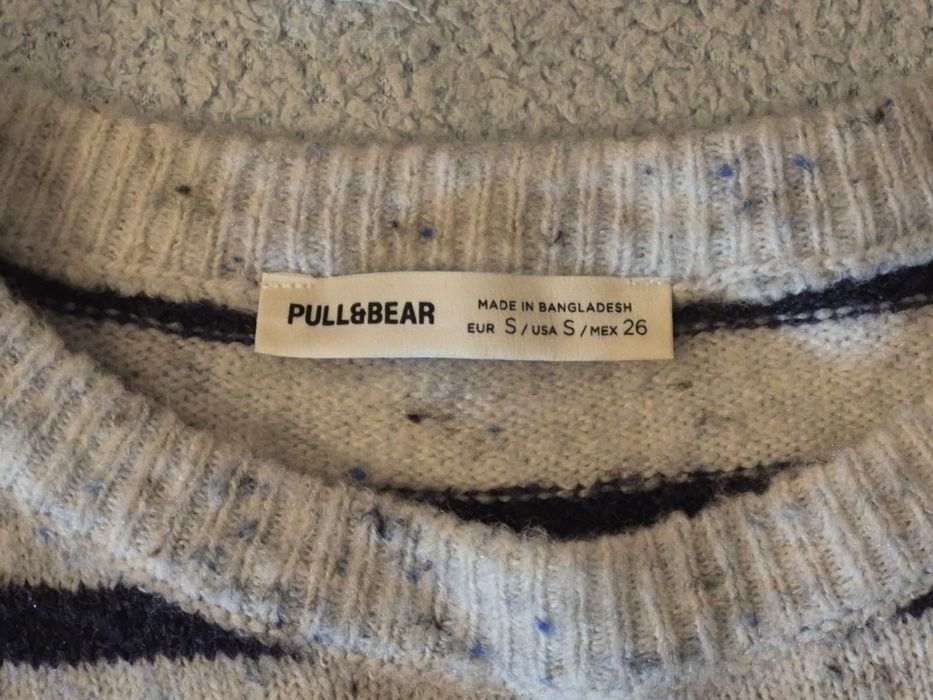 PULL&BEAR
MADE IN BANGLADESH
EUR S / USA S / MEX 26